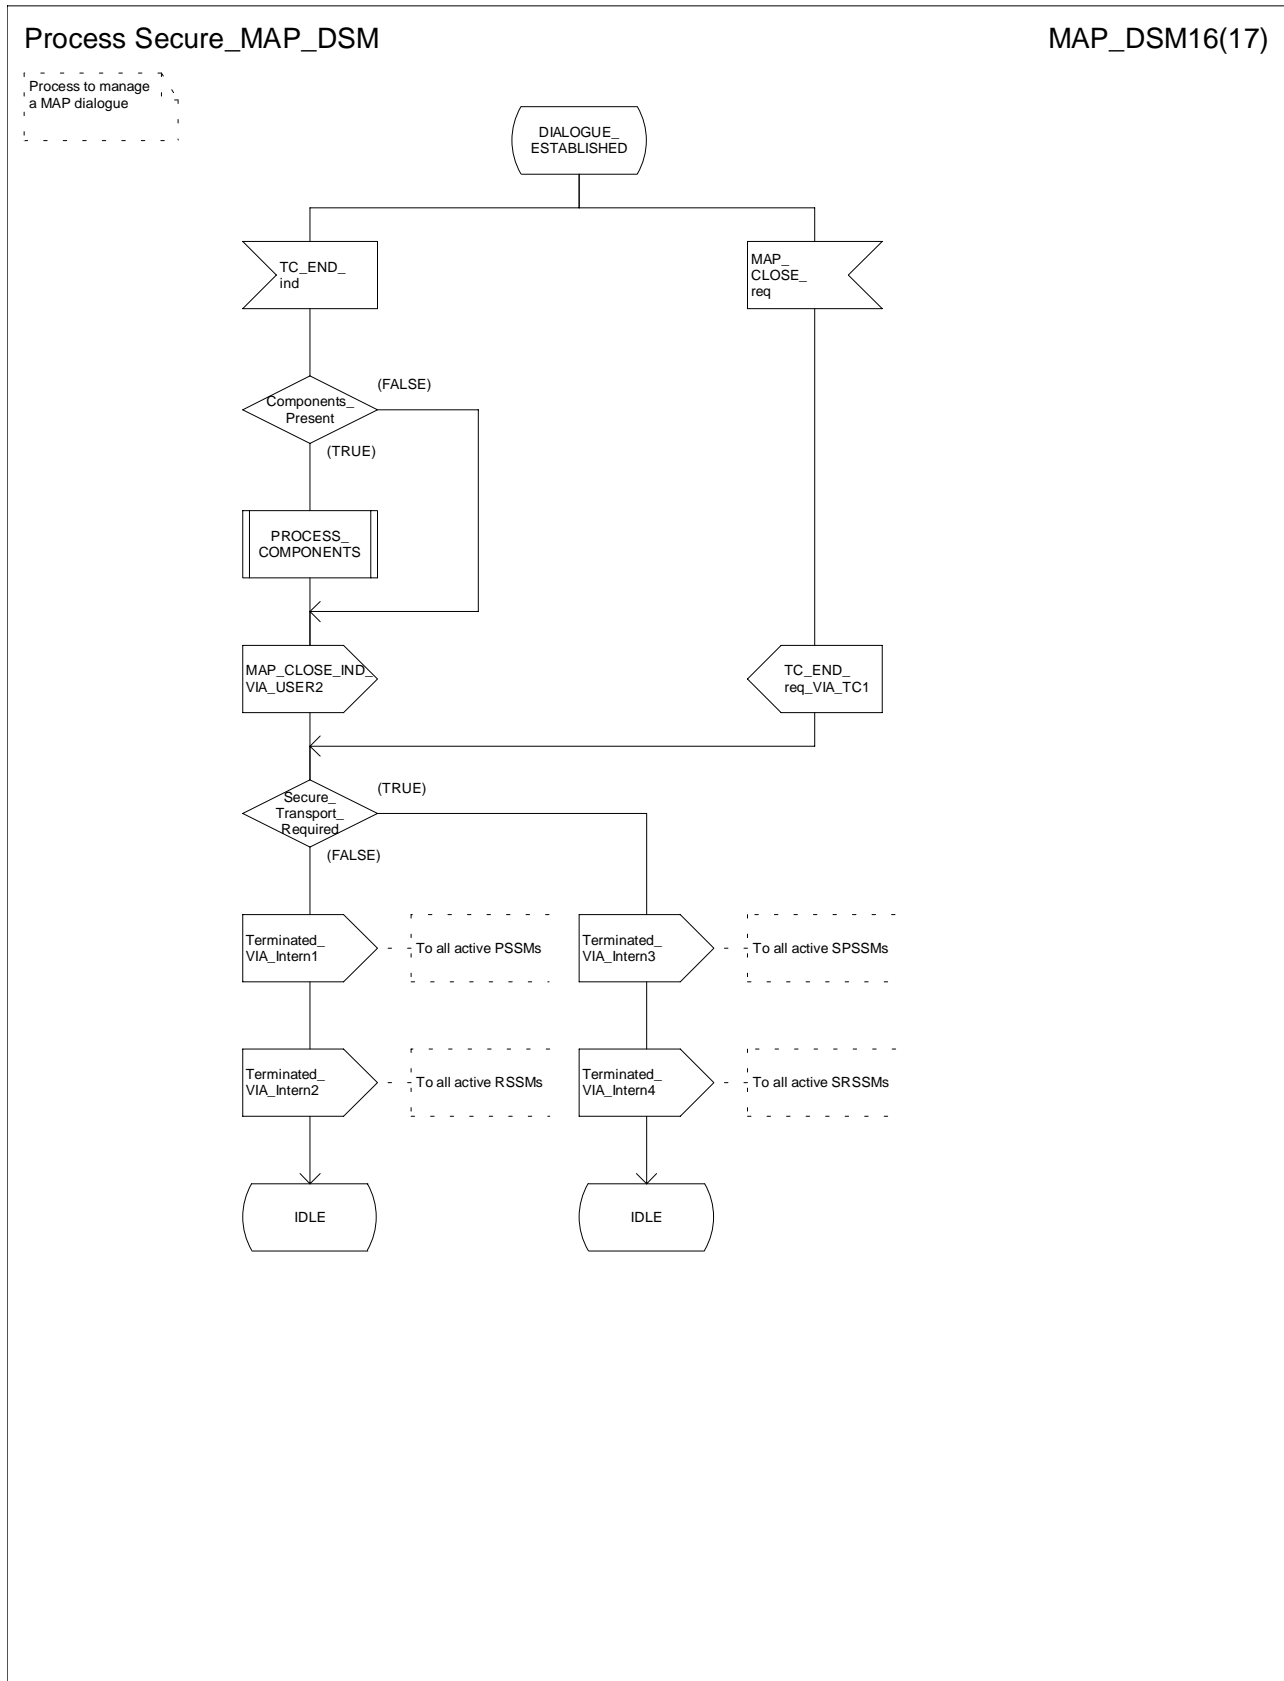 Process Secure_MAP_DSM
MAP_DSM16(17)
Process to manage
a MAP dialogue
DIALOGUE_
ESTABLISHED
TC_END_
ind
MAP_
CLOSE_
req
(FALSE)
Components_
Present
(TRUE)
PROCESS_
COMPONENTS
MAP_CLOSE_IND_
VIA_USER2
TC_END_
req_VIA_TC1
(TRUE)
Secure_
Transport_
Required
(FALSE)
Terminated_
VIA_Intern1
To all active PSSMs
Terminated_
VIA_Intern3
To all active SPSSMs
Terminated_
VIA_Intern2
To all active RSSMs
Terminated_
VIA_Intern4
To all active SRSSMs
IDLE
IDLE